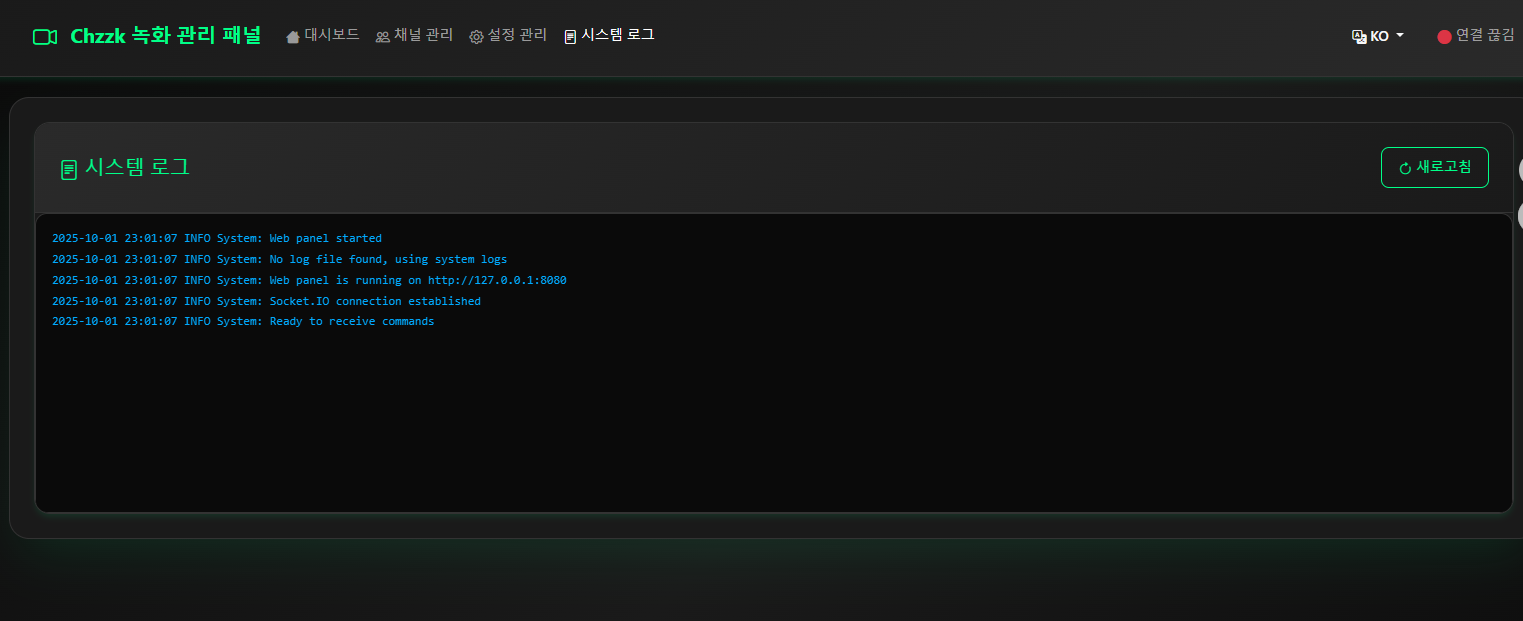 Chzzk 녹화 관리 패널 대시보드 채널 관리 설정 관리 시스템 로그 KO 연결 끊김
시스템 로그 새로고침
2025-10-01 23:01:07 INFO System: Web panel started
2025-10-01 23:01:07 INFO System: No log file found, using system logs
2025-10-01 23:01:07 INFO System: Web panel is running on http://127.0.0.1:8080
2025-10-01 23:01:07 INFO System: Socket.IO connection established
2025-10-01 23:01:07 INFO System: Ready to receive commands